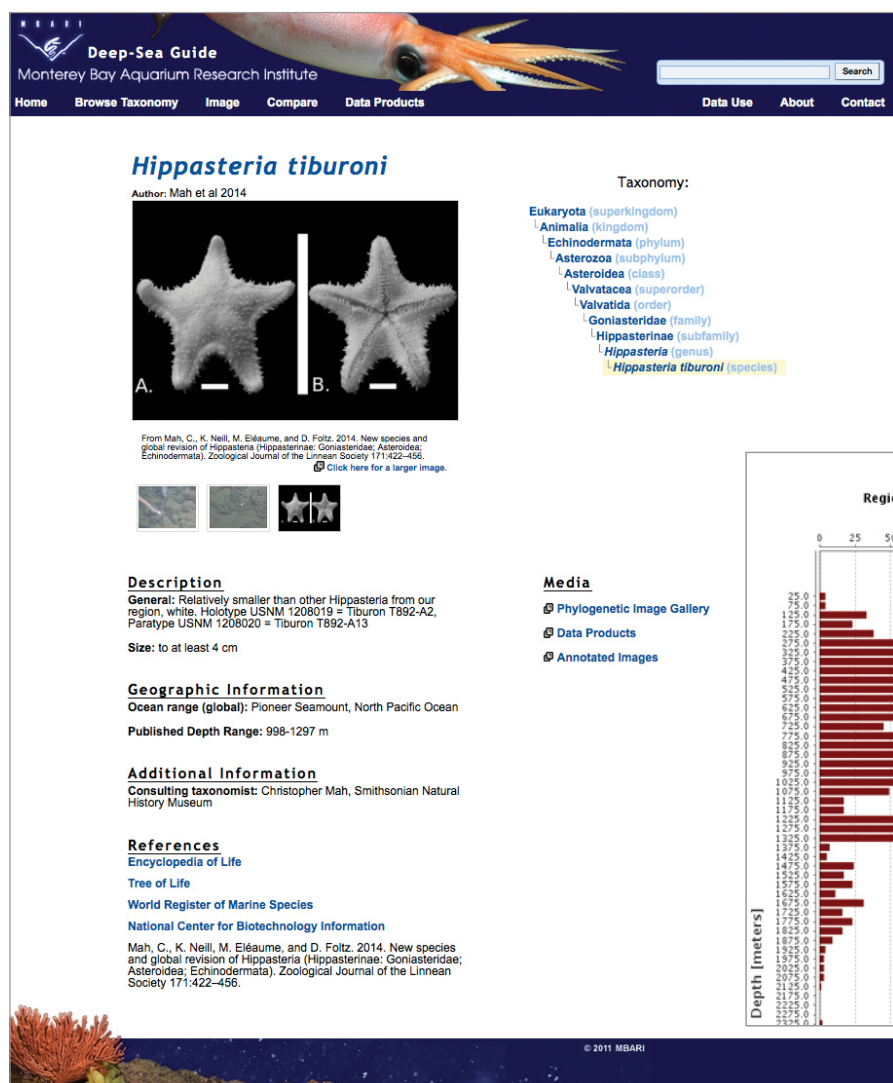 MBARI
Deep-Sea Guide
Monterey Bay Aquarium Research Institute
Search
Home Browse Taxonomy Image Compare Data Products Data Use About Contact
Hippasteria tiburoni
Author: Mah et al 2014
A.
B.
From Mah, C., K. Neill, M. Eléaume, and D. Foltz. 2014. New species and
global revision of Hippasteria (Hippasterinae: Goniasteridae; Asteroidea;
Echinodermata). Zoological Journal of the Linnean Society 171:422–456.
Click here for a larger image.
Taxonomy:
Eukaryota (superkingdom)
Animalia (kingdom)
Echinodermata (phylum)
Asterozoa (subphylum)
Asteroidea (class)
Valvatacea (superorder)
Valvatida (order)
Goniasteridae (family)
Hippasterinae (subfamily)
Hippasteria (genus)
Hippasteria tiburoni (species)
Description
General: Relatively smaller than other Hippasteria from our
region, white. Holotype USNM 1208019 = Tiburon T892-A2,
Paratype USNM 1208020 = Tiburon T892-A13
Size: to at least 4 cm
Geographic Information
Ocean range (global): Pioneer Seamount, North Pacific Ocean
Published Depth Range: 998-1297 m
Additional Information
Consulting taxonomist: Christopher Mah, Smithsonian Natural
History Museum
References
Encyclopedia of Life
Tree of Life
World Register of Marine Species
National Center for Biotechnology Information
Mah, C., K. Neill, M. Eléaume, and D. Foltz. 2014. New species
and global revision of Hippasteria (Hippasterinae: Goniasteridae;
Asteroidea; Echinodermata). Zoological Journal of the Linnean
Society 171:422–456.
Media
Phylogenetic Image Gallery
Data Products
Annotated Images
Regi
0 25 5
Depth [meters]
25.0
75.0
125.0
175.0
225.0
275.0
325.0
375.0
425.0
475.0
525.0
575.0
625.0
675.0
725.0
775.0
825.0
875.0
925.0
975.0
1025.0
1075.0
1125.0
1175.0
1225.0
1275.0
1325.0
1375.0
1425.0
1475.0
1525.0
1575.0
1625.0
1675.0
1725.0
1775.0
1825.0
1875.0
1925.0
1975.0
2025.0
2075.0
2125.0
2175.0
2225.0
2275.0
2325.0
© 2011 MBARI